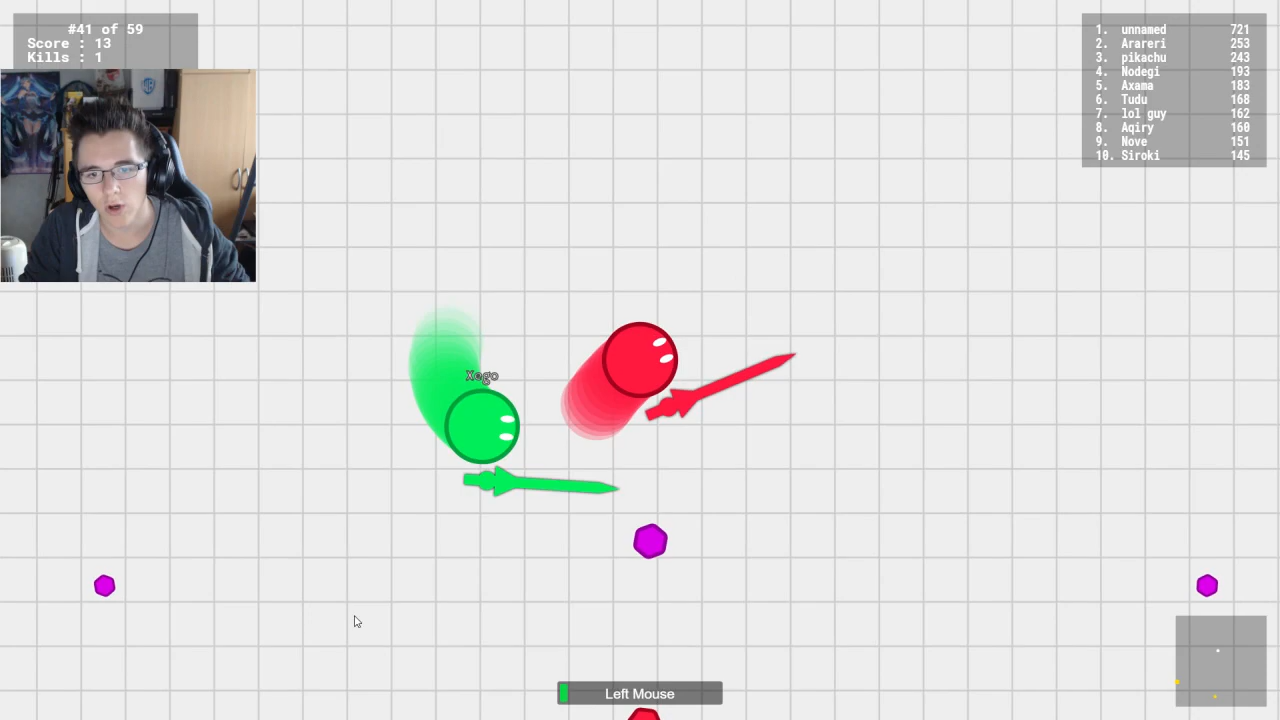 #41 of 59
Score : 13
Kills : 1
1. unnamed 721
2. Arareri 253
3. pikachu 243
4. Nodegi 193
5. Axama 183
6. Tudu 168
7. lol guy 162
8. Aqiry 160
9. Nove 151
10. Siroki 145
Xego
Left Mouse